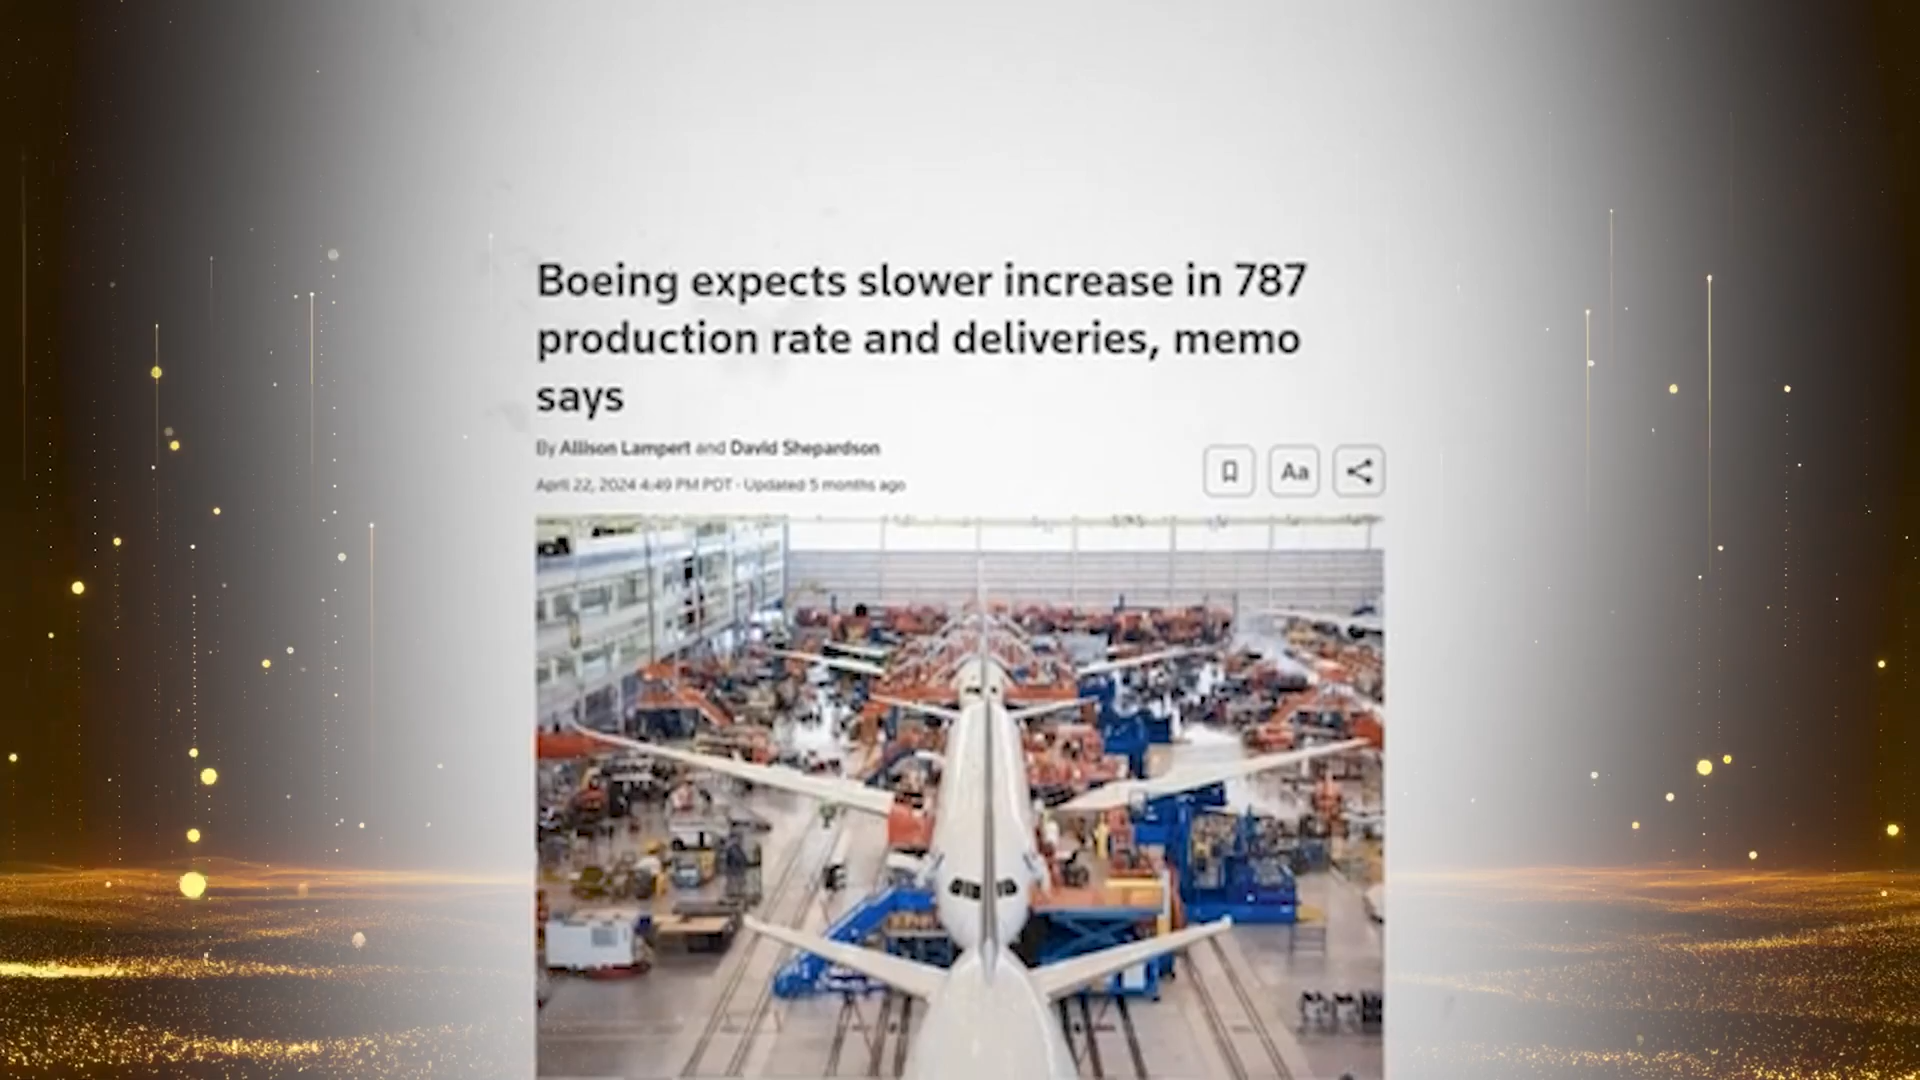 Boeing expects slower increase in 787
production rate and deliveries, memo
says
By Allison Lampert and David Shepardson
April 22, 2024 4:49 PM PDT · Updated 5 months ago
Aa